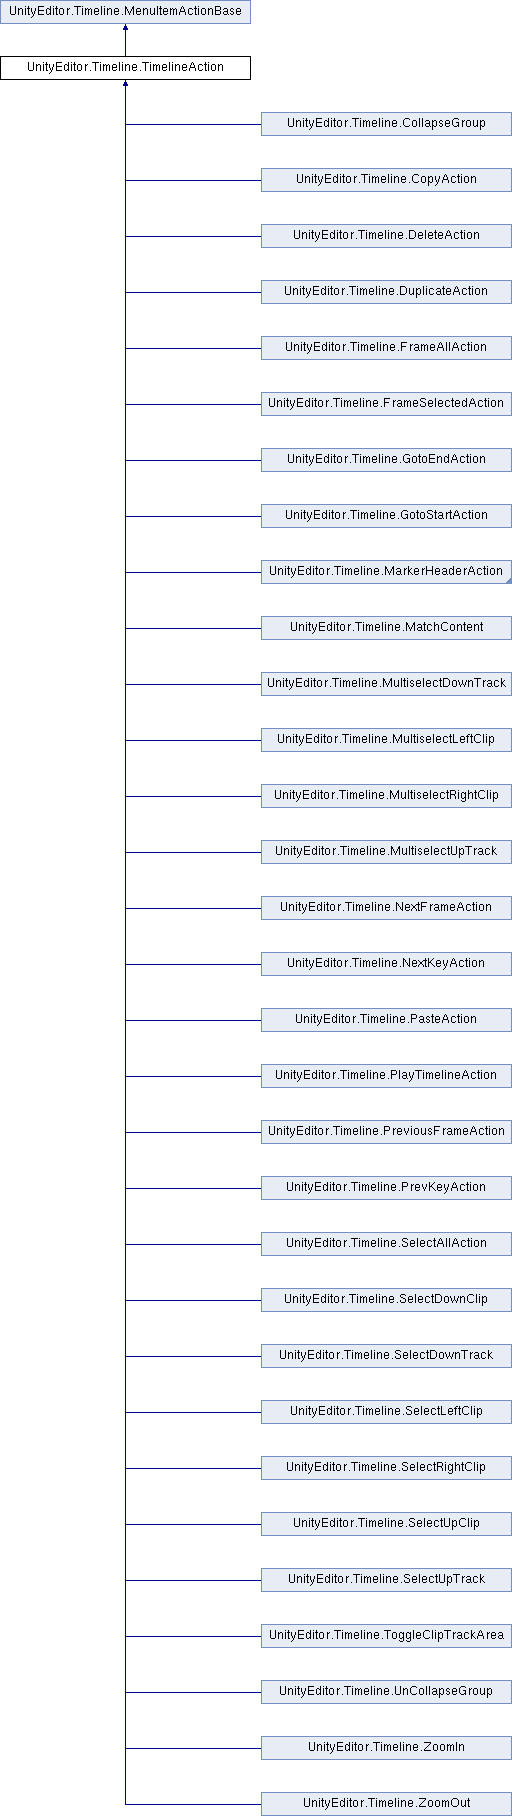 UnityEditor.Timeline.MenuItemActionBase
UnityEditor.Timeline.TimelineAction
UnityEditor.Timeline.CollapseGroup
UnityEditor.Timeline.CopyAction
UnityEditor.Timeline.DeleteAction
UnityEditor.Timeline.DuplicateAction
UnityEditor.Timeline.FrameAllAction
UnityEditor.Timeline.FrameSelectedAction
UnityEditor.Timeline.GotoEndAction
UnityEditor.Timeline.GotoStartAction
UnityEditor.Timeline.MarkerHeaderAction
UnityEditor.Timeline.MatchContent
UnityEditor.Timeline.MultiselectDownTrack
UnityEditor.Timeline.MultiselectLeftClip
UnityEditor.Timeline.MultiselectRightClip
UnityEditor.Timeline.MultiselectUpTrack
UnityEditor.Timeline.NextFrameAction
UnityEditor.Timeline.NextKeyAction
UnityEditor.Timeline.PasteAction
UnityEditor.Timeline.PlayTimelineAction
UnityEditor.Timeline.PreviousFrameAction
UnityEditor.Timeline.PrevKeyAction
UnityEditor.Timeline.SelectAllAction
UnityEditor.Timeline.SelectDownClip
UnityEditor.Timeline.SelectDownTrack
UnityEditor.Timeline.SelectLeftClip
UnityEditor.Timeline.SelectRightClip
UnityEditor.Timeline.SelectUpClip
UnityEditor.Timeline.SelectUpTrack
UnityEditor.Timeline.ToggleClipTrackArea
UnityEditor.Timeline.UnCollapseGroup
UnityEditor.Timeline.ZoomIn
UnityEditor.Timeline.ZoomOut